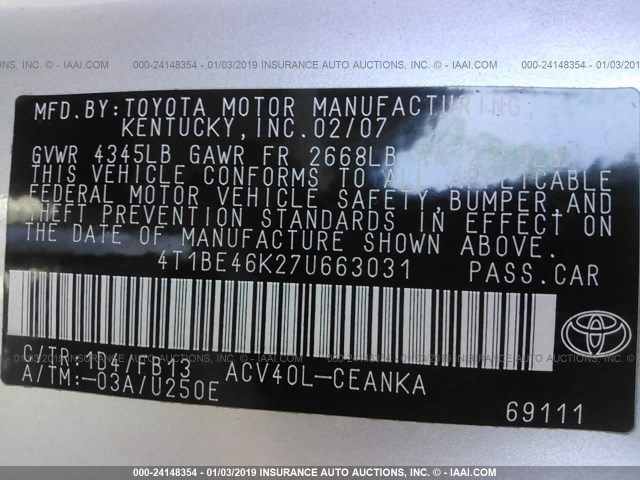 000-24148354 - 01/03/2019 INSURANCE AUTO AUCTIONS, INC. - IAAI.COM
MFD.BY:TOYOTA MOTOR MANUFACTURING
KENTUCKY,INC.02/07
GVWR 4345LB GAWR FR 2668LB
THIS VEHICLE CONFORMS TO ALL APPLICABLE
FEDERAL MOTOR VEHICLE SAFETY, BUMPER,AND
THEFT PREVENTION STANDARDS IN EFFECT ON
THE DATE OF MANUFACTURE SHOWN ABOVE.
4T1BE46K27U663031 PASS.CAR
C/TR:1D4/FB13 ACV40L-CEANKA
A/TM:-03A/U250E
69111
000-24148354 - 01/03/2019 INSURANCE AUTO AUCTIONS, INC. - IAAI.COM